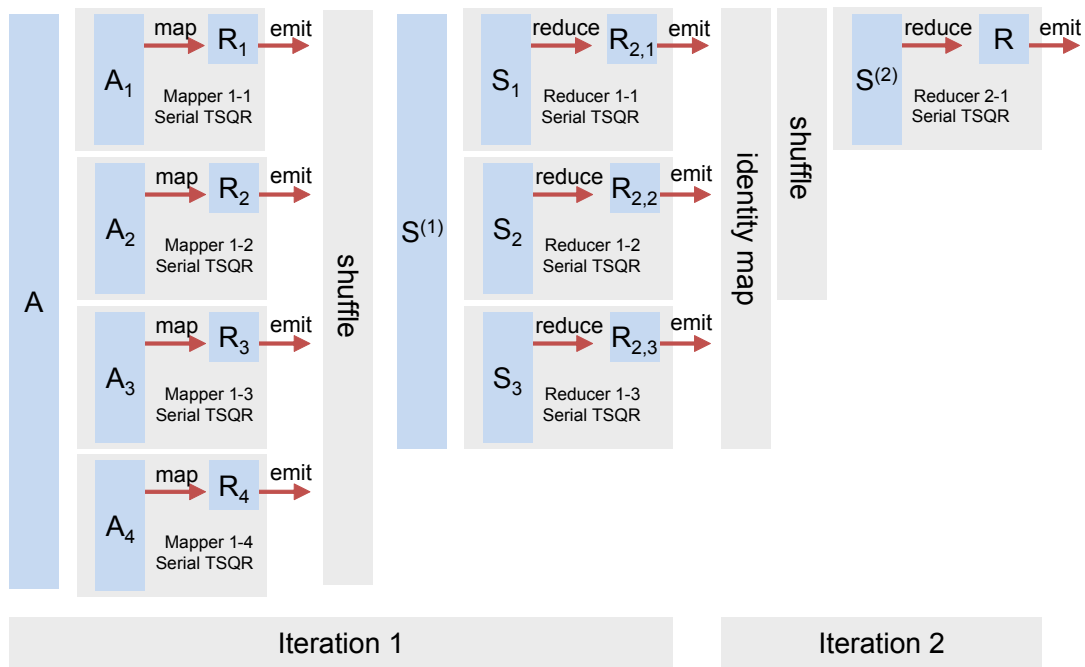 A
A₁
map
R₁
emit
Mapper 1-1
Serial TSQR
A₂
map
R₂
emit
Mapper 1-2
Serial TSQR
A₃
map
R₃
emit
Mapper 1-3
Serial TSQR
A₄
map
R₄
emit
Mapper 1-4
Serial TSQR
shuffle
S⁽¹⁾
S₁
reduce
R₂,₁
emit
Reducer 1-1
Serial TSQR
S₂
reduce
R₂,₂
emit
Reducer 1-2
Serial TSQR
S₃
reduce
R₂,₃
emit
Reducer 1-3
Serial TSQR
identity map
shuffle
S⁽²⁾
reduce
R
emit
Reducer 2-1
Serial TSQR
Iteration 1
Iteration 2